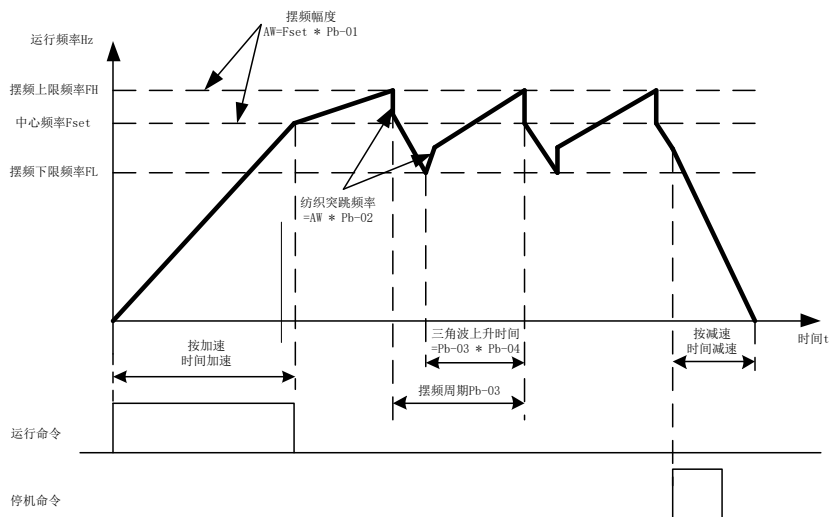 摆频幅度
AW=Fset * Pb-01
运行频率Hz
摆频上限频率FH
中心频率Fset
摆频下限频率FL
纺织突跳频率
=AW * Pb-02
三角波上升时间
=Pb-03 * Pb-04
按减速
时间减速
时间t
按加速
时间加速
摆频周期Pb-03
运行命令
停机命令